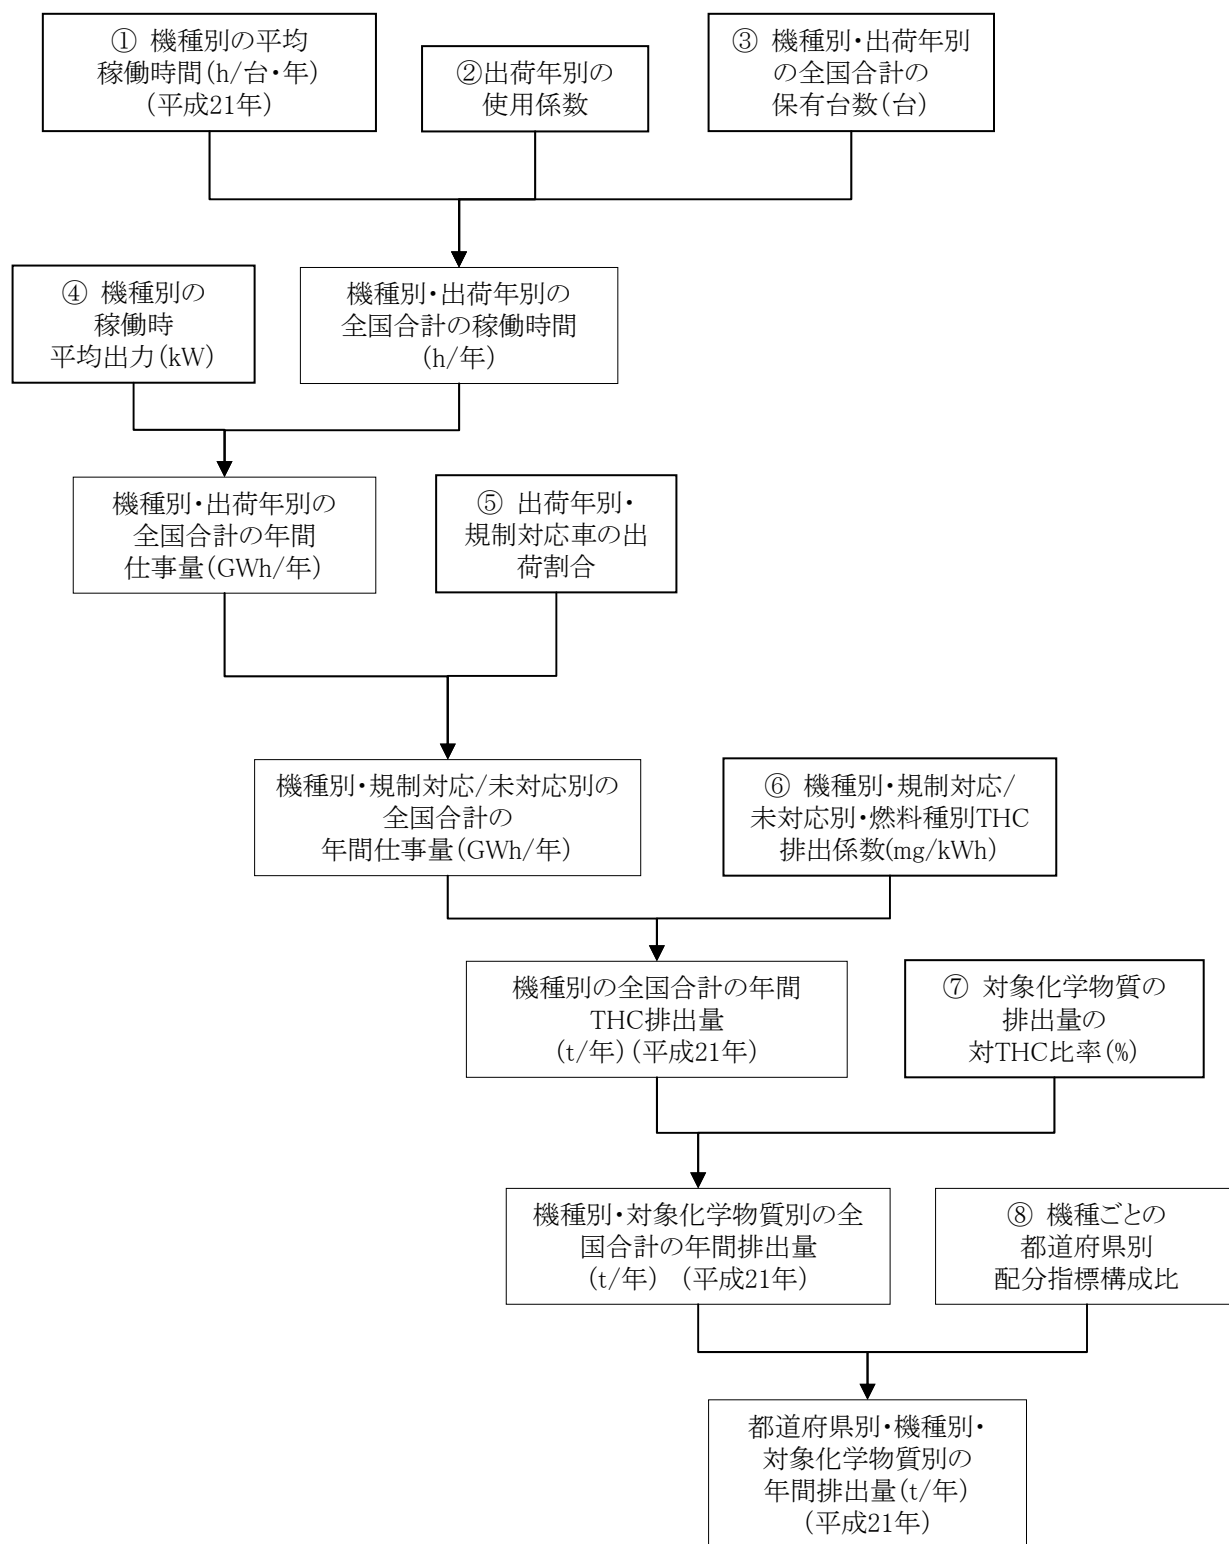 ① 機種別の平均
稼働時間(h/台・年)
(平成21年)
②出荷年別の
使用係数
③ 機種別・出荷年別
の全国合計の
保有台数(台)
④ 機種別の
稼働時
平均出力(kW)
機種別・出荷年別の
全国合計の稼働時間
(h/年)
機種別・出荷年別の
全国合計の年間
仕事量(GWh/年)
⑤ 出荷年別・
規制対応車の出
荷割合
機種別・規制対応/未対応別の
全国合計の
年間仕事量(GWh/年)
⑥ 機種別・規制対応/
未対応別・燃料種別THC
排出係数(mg/kWh)
機種別の全国合計の年間
THC排出量
(t/年)(平成21年)
⑦ 対象化学物質の
排出量の
対THC比率(%)
機種別・対象化学物質別の全
国合計の年間排出量
(t/年) (平成21年)
⑧ 機種ごとの
都道府県別
配分指標構成比
都道府県別・機種別・
対象化学物質別の
年間排出量(t/年)
(平成21年)